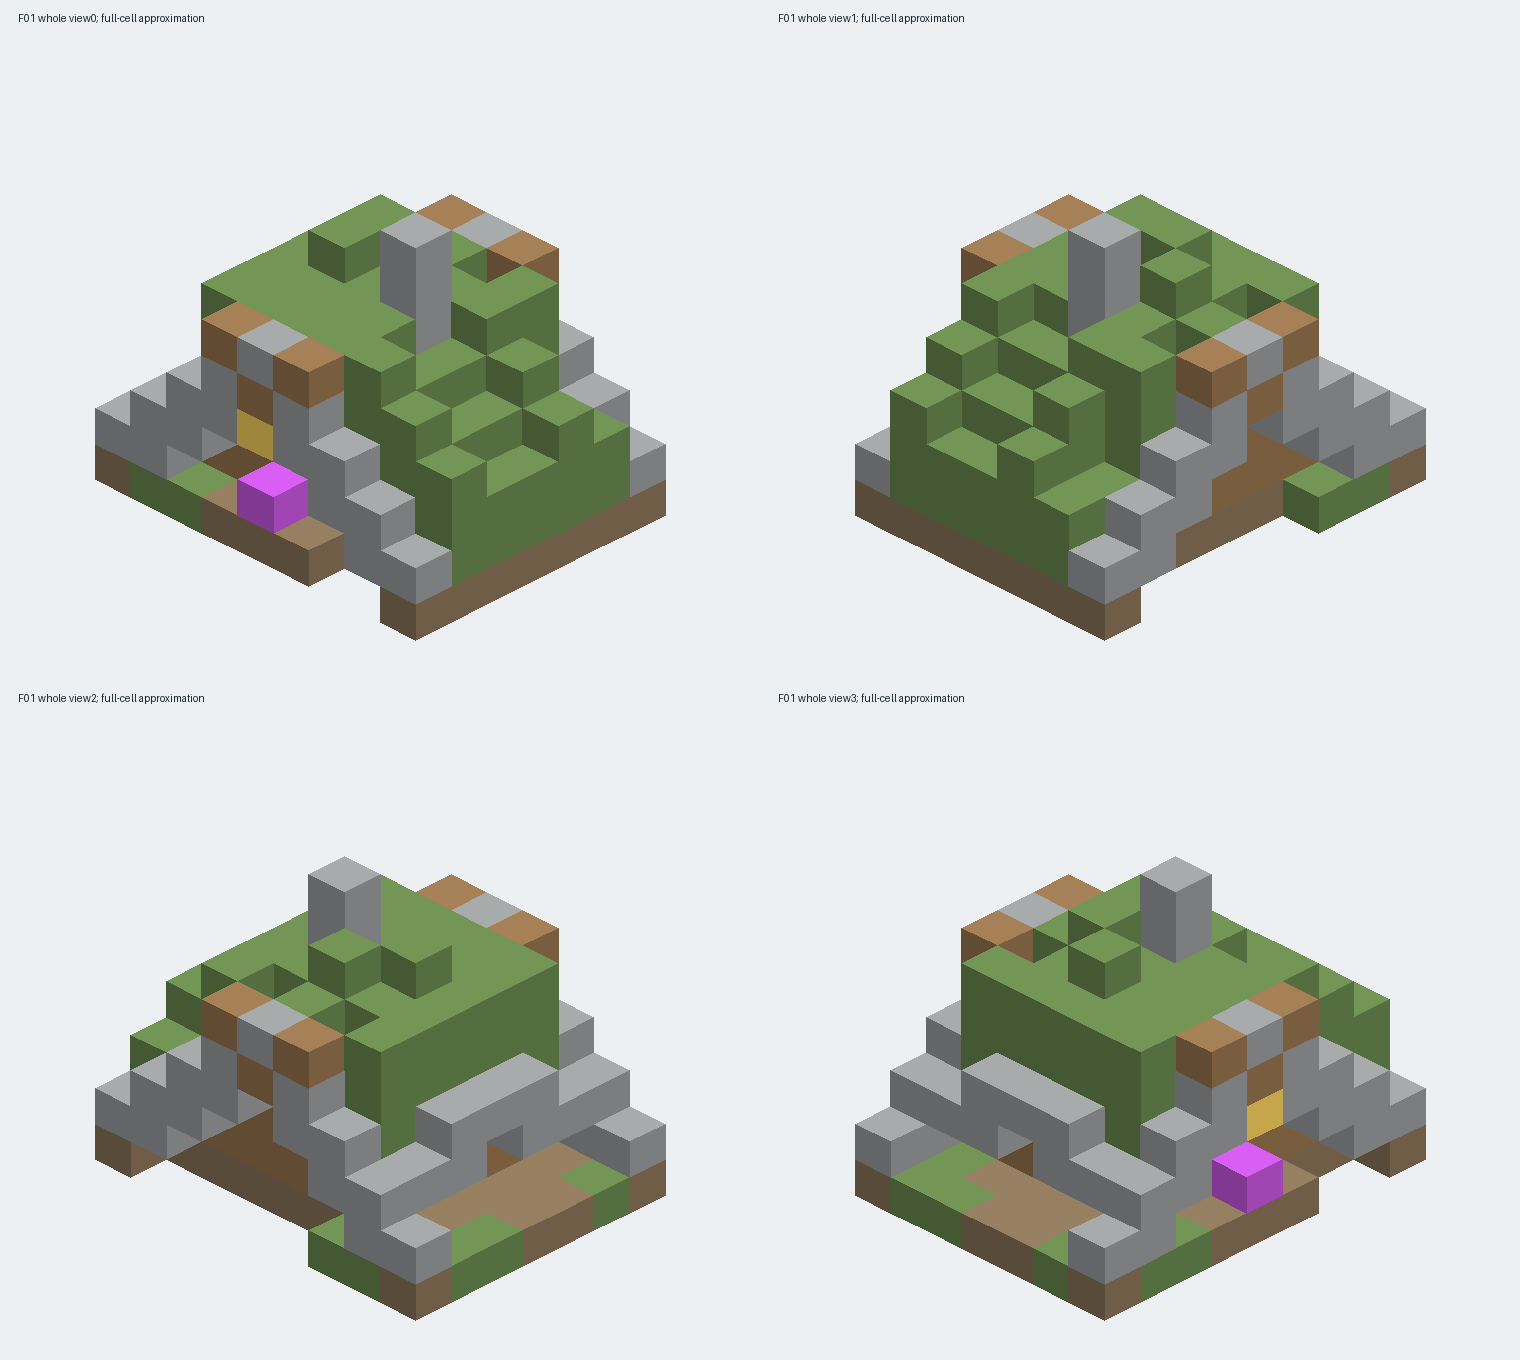 F01 whole view0; full-cell approximation
F01 whole view1; full-cell approximation
F01 whole view2; full-cell approximation
F01 whole view3; full-cell approximation